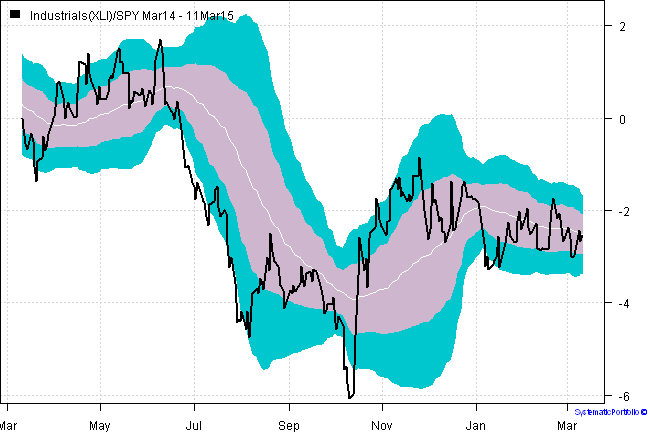 Industrials(XLI)/SPY Mar14 - 11Mar15
2
0
-2
-4
-6
Mar May Jul Sep Nov Jan Mar
SystematicPortfolio ©